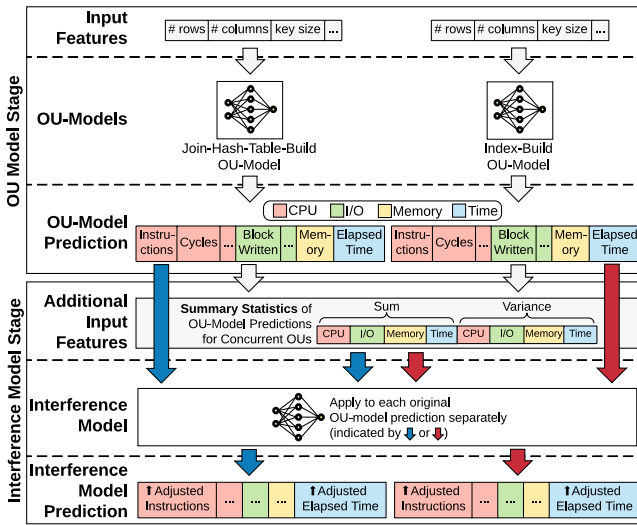 OU Model Stage
Input
Features
# rows # columns key size ...
# rows # columns key size ...
OU-Models
Join-Hash-Table-Build
OU-Model
Index-Build
OU-Model
OU-Model
Prediction
CPU I/O Memory Time
Instru-
ctions Cycles ... Block
Written ... Me-
mory Elapsed
Time
Instru-
ctions Cycles ... Block
Written ... Me-
mory Elapsed
Time
Interference Model Stage
Additional
Input
Features
Summary Statistics of
OU-Model Predictions
for Concurrent OUs
Sum
Variance
CPU I/O Memory Time CPU I/O Memory Time
Interference
Model
Apply to each original
OU-model prediction separately
(indicated by or )
Interference
Model
Prediction
Adjusted
Instructions ... ... ... Adjusted
Elapsed Time
Adjusted
Instructions ... ... ... Adjusted
Elapsed Time